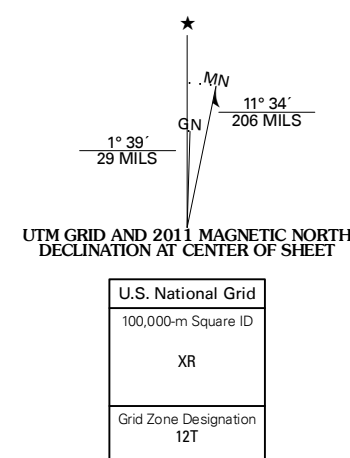 ★
MN
GN
11° 34´
206 MILS
1° 39´
29 MILS
UTM GRID AND 2011 MAGNETIC NORTH
DECLINATION AT CENTER OF SHEET
U.S. National Grid
100,000-m Square ID
XR
Grid Zone Designation
12T